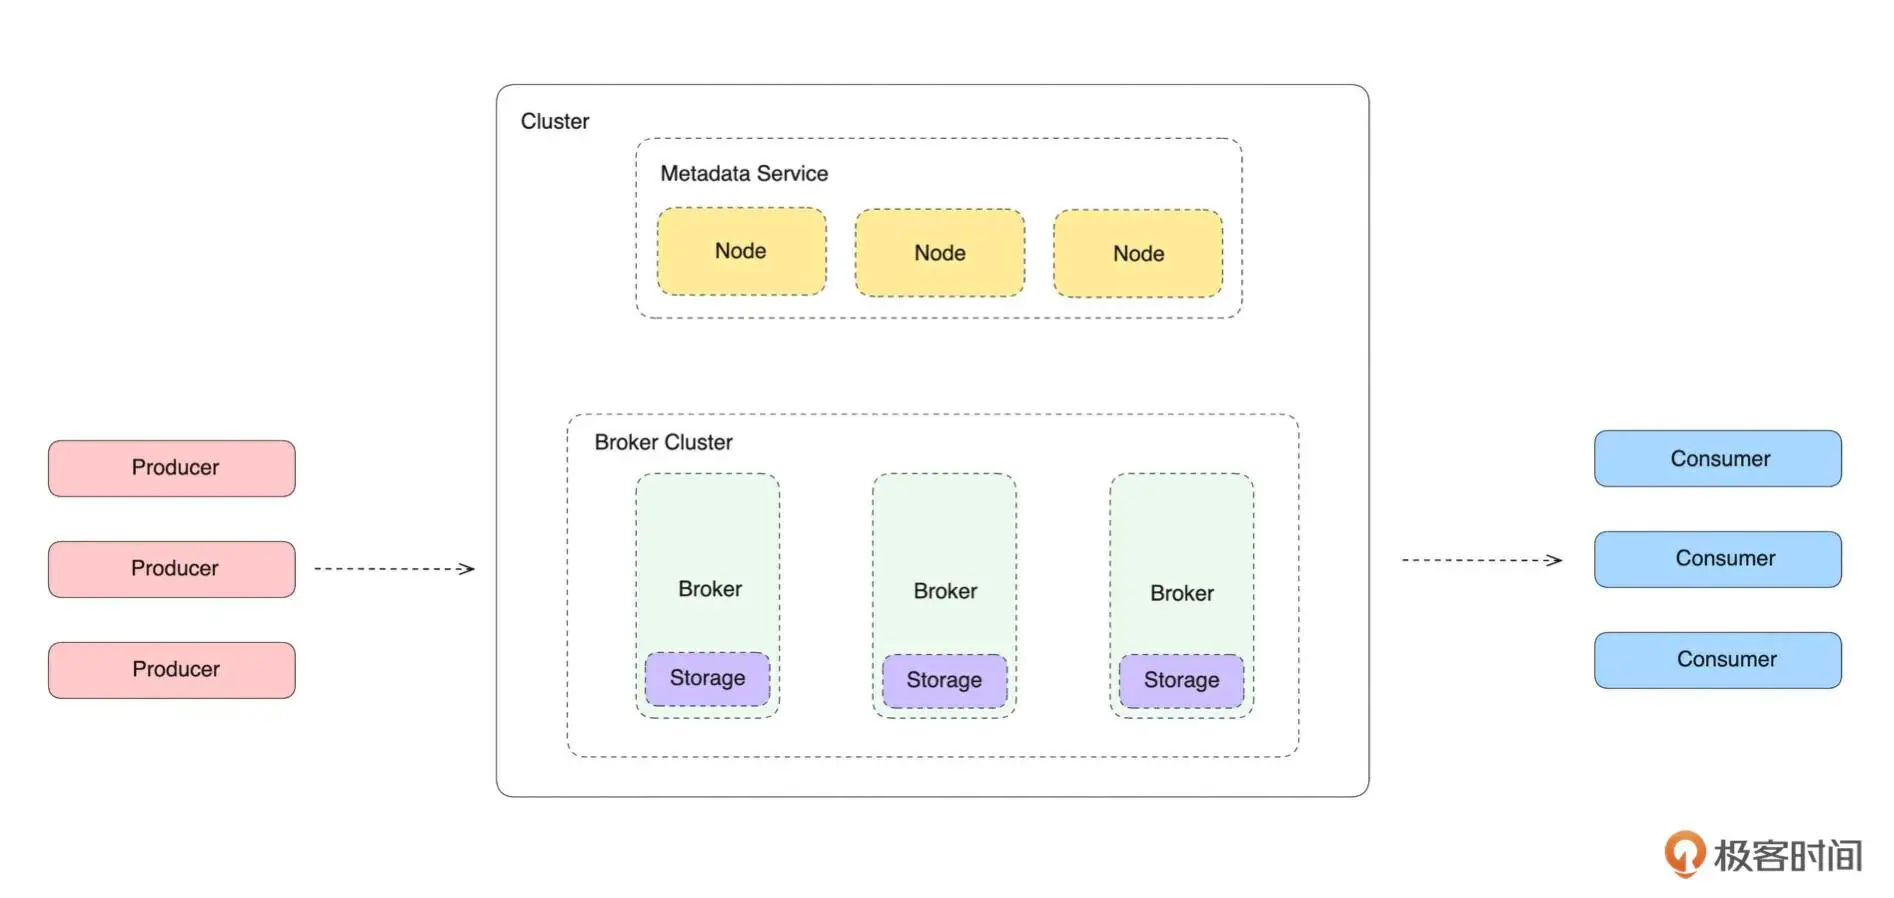 Cluster
Metadata Service
Node
Node
Node
Broker Cluster
Broker
Broker
Broker
Storage
Storage
Storage
Producer
Producer
Producer
Consumer
Consumer
Consumer
极客时间